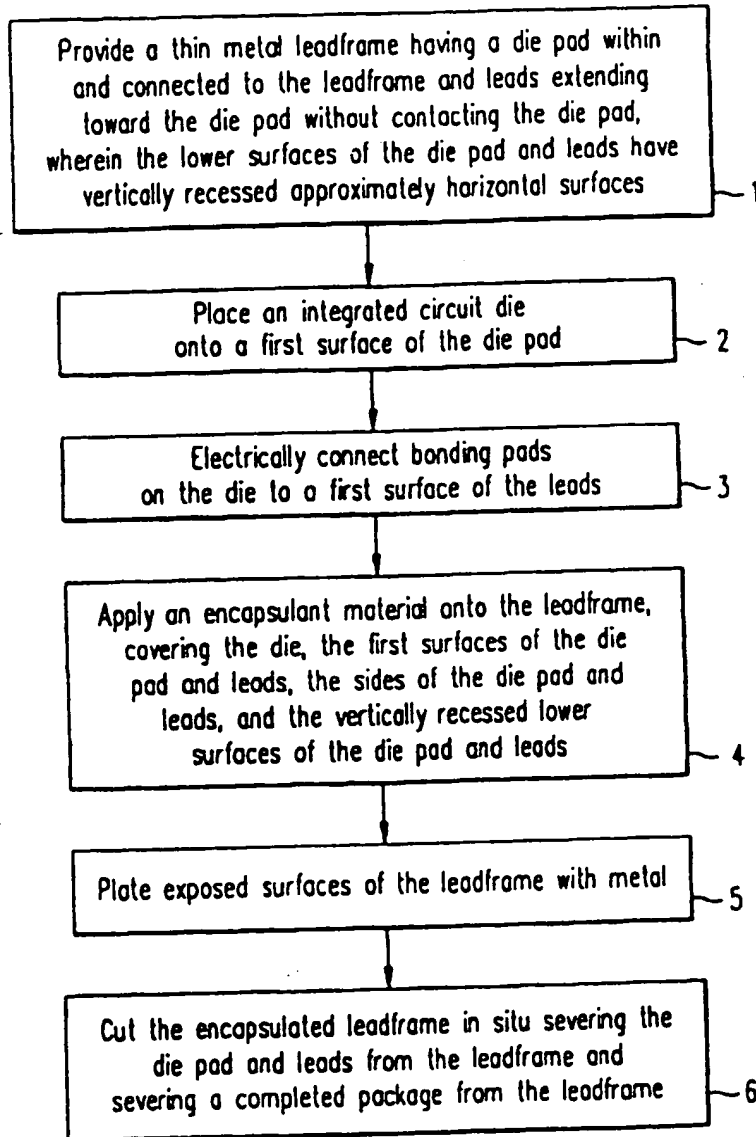 Provide a thin metal leadframe having a die pad within
and connected to the leadframe and leads extending
toward the die pad without contacting the die pad,
wherein the lower surfaces of the die pad and leads have
vertically recessed approximately horizontal surfaces
1
Place an integrated circuit die
onto a first surface of the die pad
2
Electrically connect bonding pads
on the die to a first surface of the leads
3
Apply an encapsulant material onto the leadframe,
covering the die, the first surfaces of the die
pad and leads, the sides of the die pad and
leads, and the vertically recessed lower
surfaces of the die pad and leads
4
Plate exposed surfaces of the leadframe with metal
5
Cut the encapsulated leadframe in situ severing the
die pad and leads from the leadframe and
severing a completed package from the leadframe
6